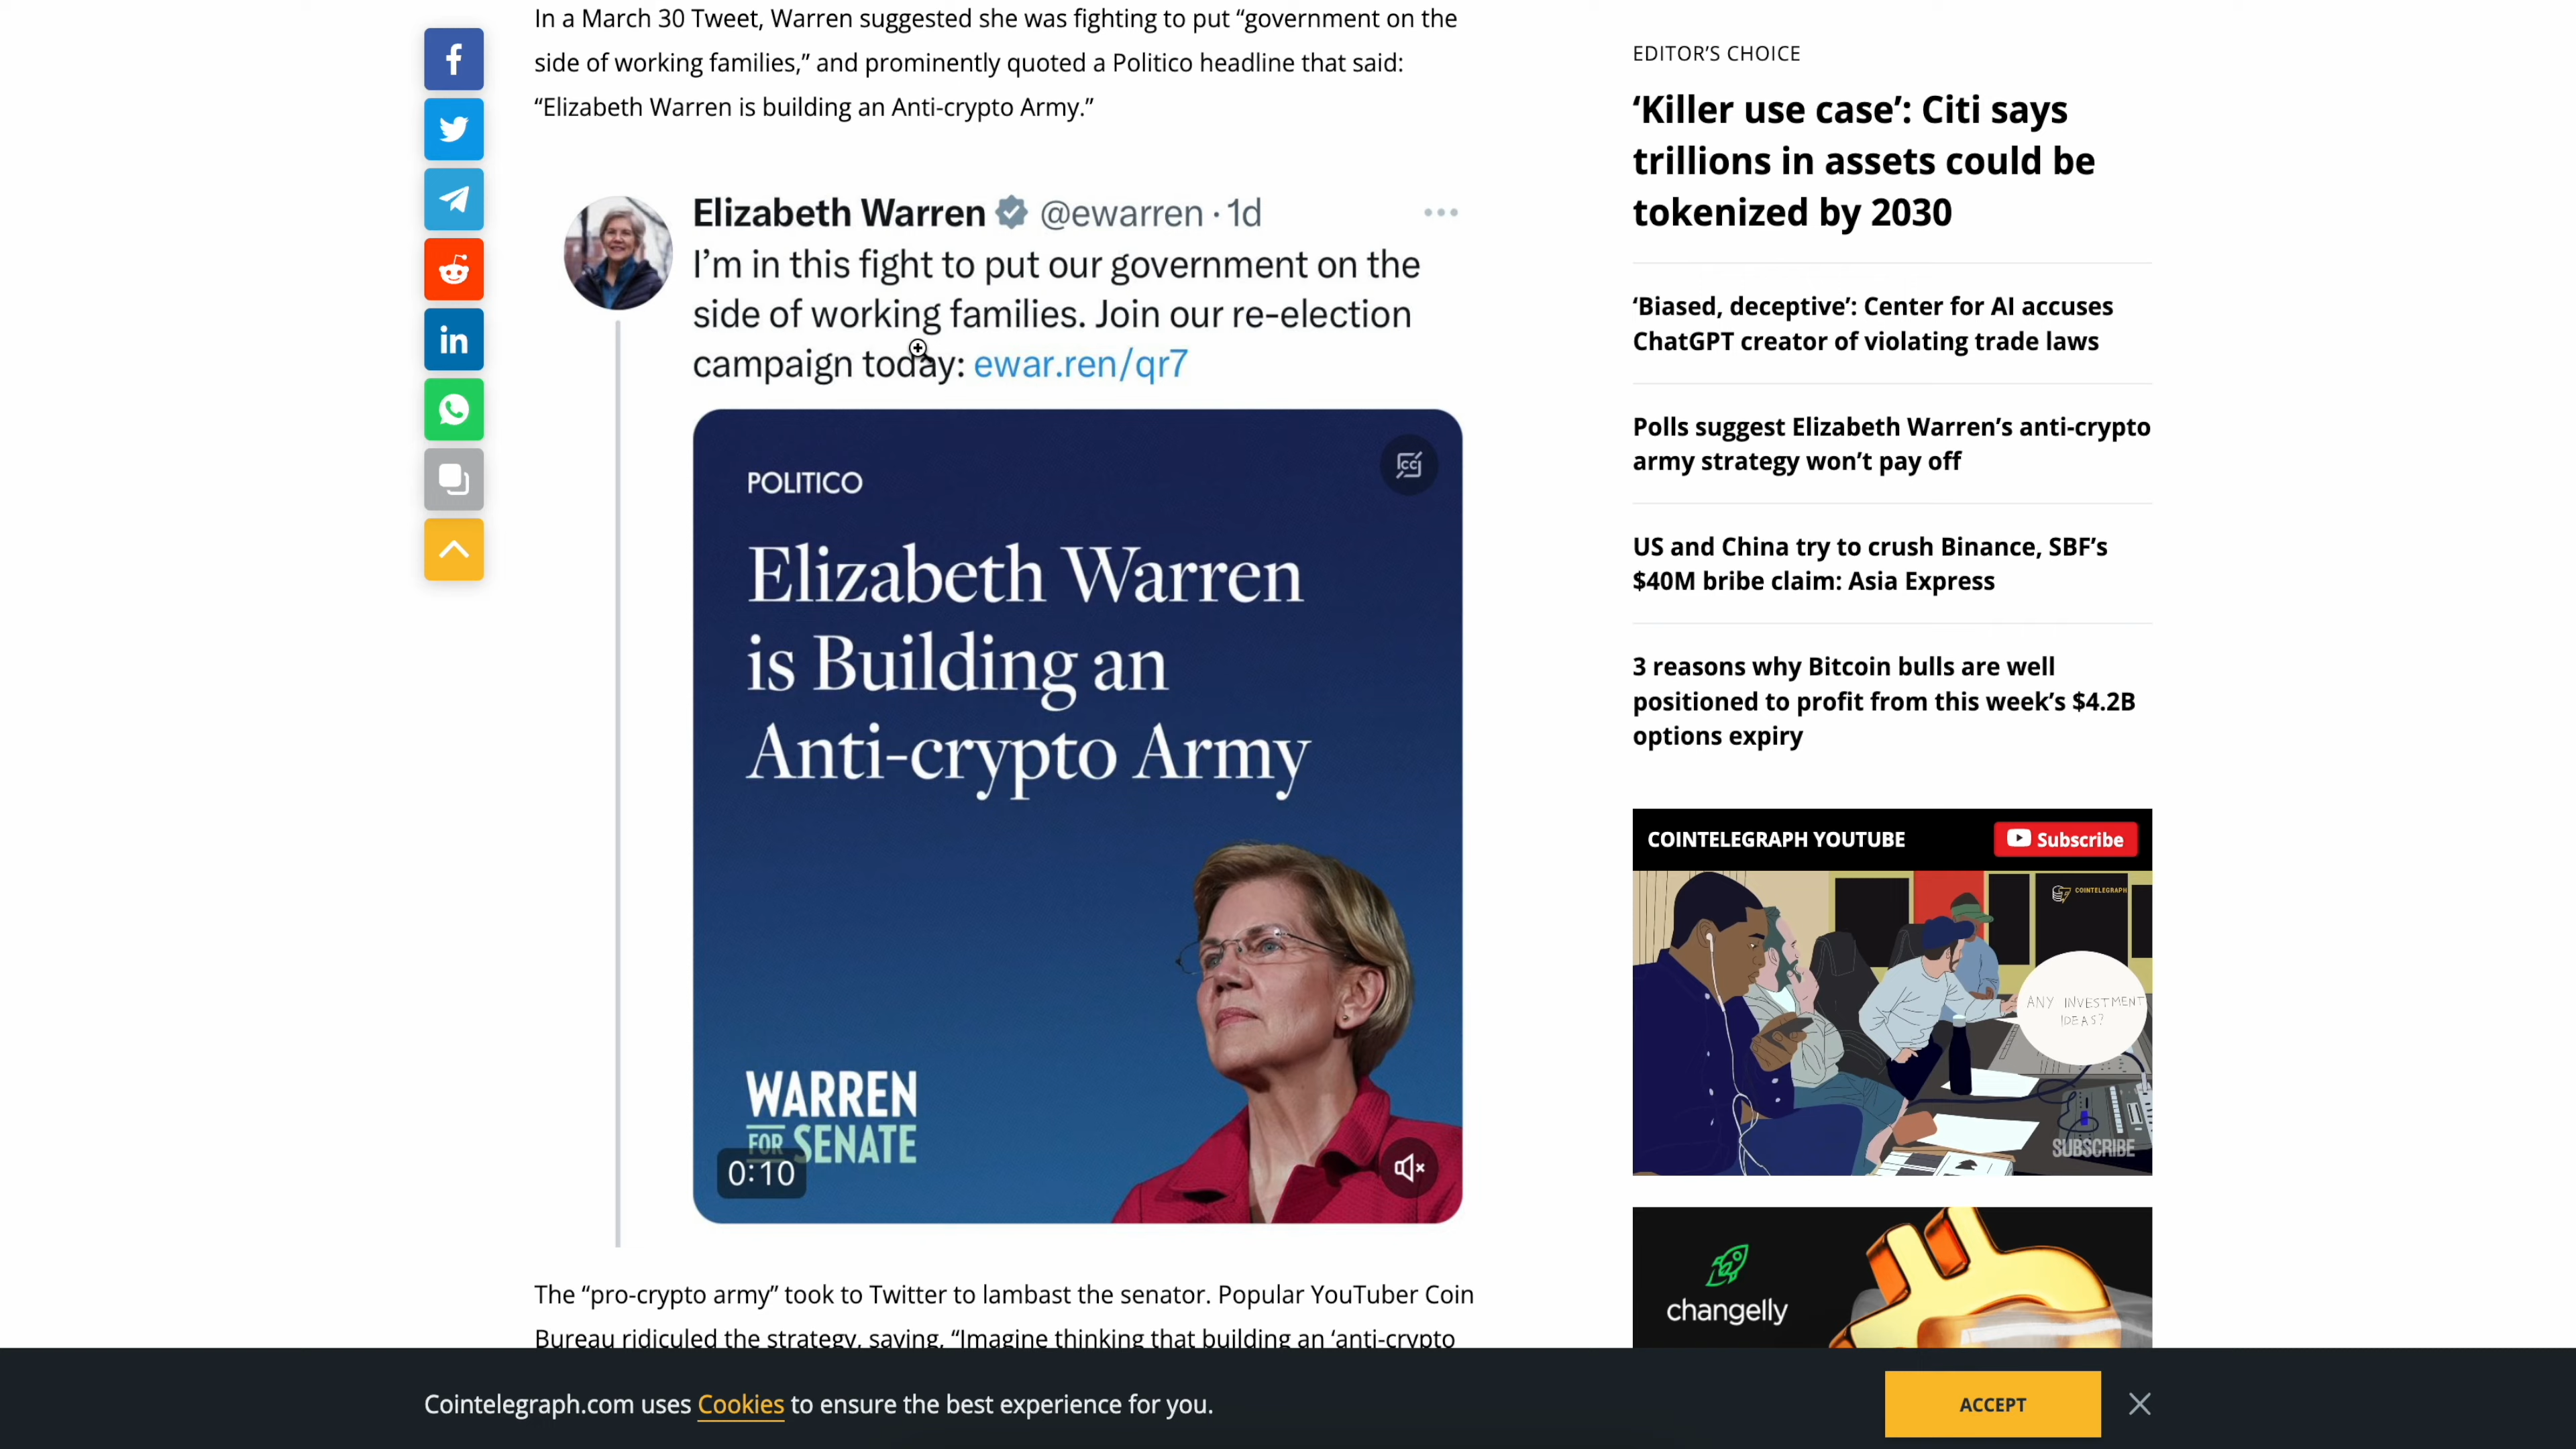 In a March 30 Tweet, Warren suggested she was fighting to put “government on the
side of working families,” and prominently quoted a Politico headline that said:
“Elizabeth Warren is building an Anti-crypto Army.”
Elizabeth Warren @ewarren · 1d
I’m in this fight to put our government on the
side of working families. Join our re-election
campaign today: ewar.ren/qr7
POLITICO
CC
Elizabeth Warren
is Building an
Anti-crypto Army
WARREN
FOR SENATE
0:10
The “pro-crypto army” took to Twitter to lambast the senator. Popular YouTuber Coin
Bureau ridiculed the strategy, saying, “Imagine thinking that building an ‘anti-crypto
EDITOR’S CHOICE
‘Killer use case’: Citi says
trillions in assets could be
tokenized by 2030
‘Biased, deceptive’: Center for AI accuses
ChatGPT creator of violating trade laws
Polls suggest Elizabeth Warren’s anti-crypto
army strategy won’t pay off
US and China try to crush Binance, SBF’s
$40M bribe claim: Asia Express
3 reasons why Bitcoin bulls are well
positioned to profit from this week’s $4.2B
options expiry
COINTELEGRAPH YOUTUBE
Subscribe
COINTELEGRAPH
ANY INVESTMENT
IDEAS?
SUBSCRIBE
changelly
Cointelegraph.com uses Cookies to ensure the best experience for you.
ACCEPT